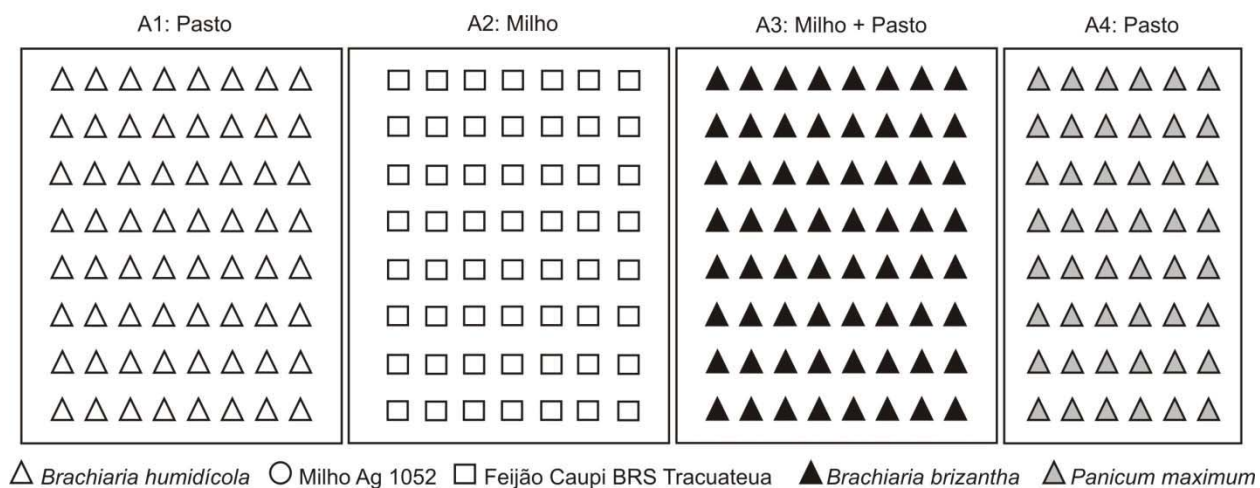 A1: Pasto
A2: Milho
A3: Milho + Pasto
A4: Pasto
Brachiaria humidícola
Milho Ag 1052
Feijão Caupi BRS Tracuateua
Brachiaria brizantha
Panicum maximum